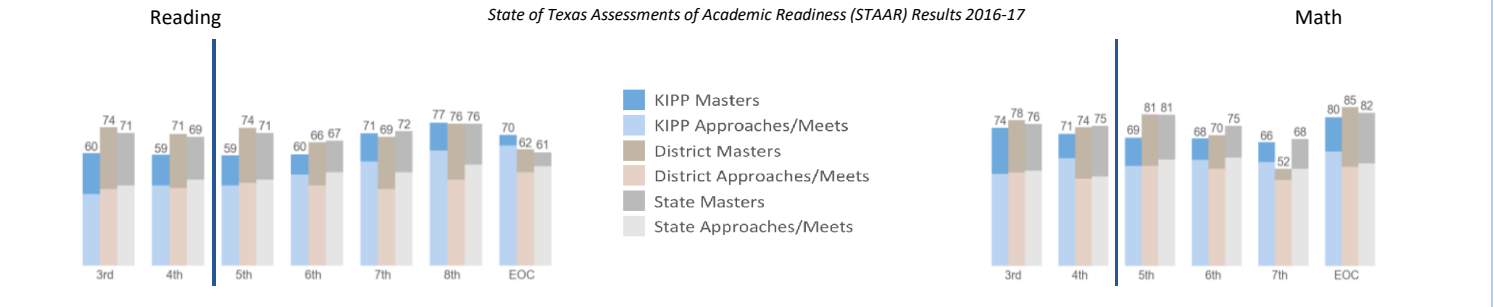 Reading
State of Texas Assessments of Academic Readiness (STAAR) Results 2016-17
Math
KIPP Masters
KIPP Approaches/Meets
District Masters
District Approaches/Meets
State Masters
State Approaches/Meets
60 74 71
59 71 69
59 74 71
60 66 67
71 69 72
77 76 76
70 62 61
3rd 4th 5th 6th 7th 8th EOC
74 78 76
71 74 75
69 81 81
68 70 75
66 52 68
80 85 82
3rd 4th 5th 6th 7th EOC